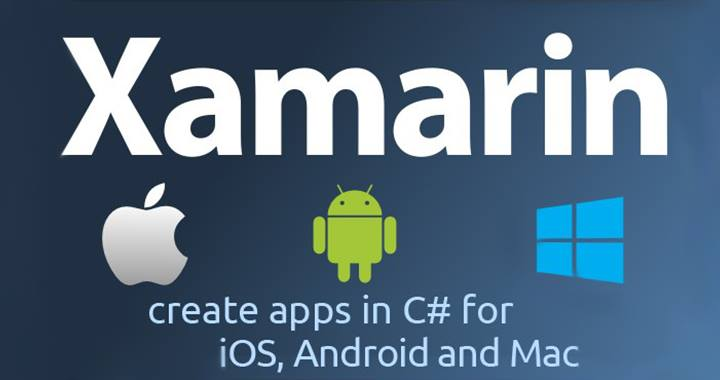 Xamarin
create apps in C# for
iOS, Android and Mac